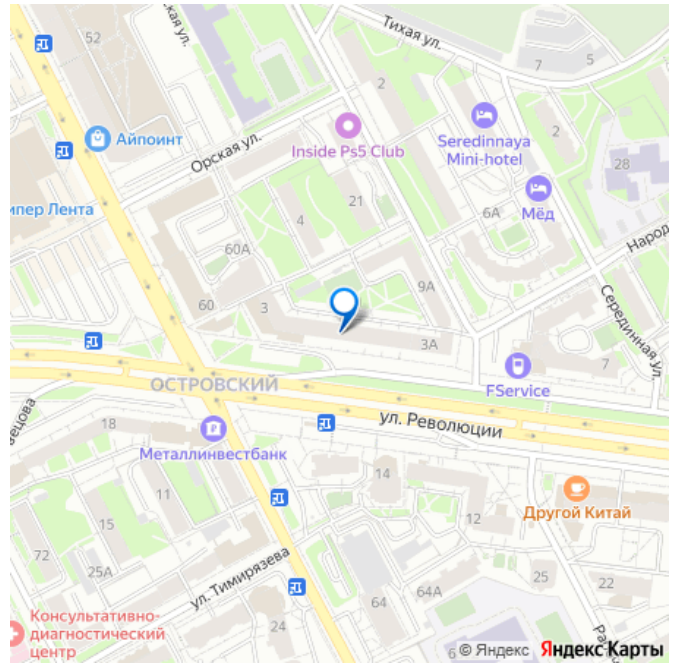 Тихая ул.
52
рская ул.
5
7
2
Айпоинт
Орская ул.
Inside Ps5 Club
Seredinnaya
Mini-hotel
2
28
ипер Лента
21
4
6А
Мёд
60А
Народ
9А
60
3
Серединная ул.
3А
7
FService
ОСТРОВСКИЙ
ул. Революции
вецова
18
Металлинвестбанк
14
11
Другой Китай
15
12
72
25А
ул. Тимирязева
25
22
64А
64
Консультативно-
диагностический
центр
24
6
© Яндекс Яндекс Карты